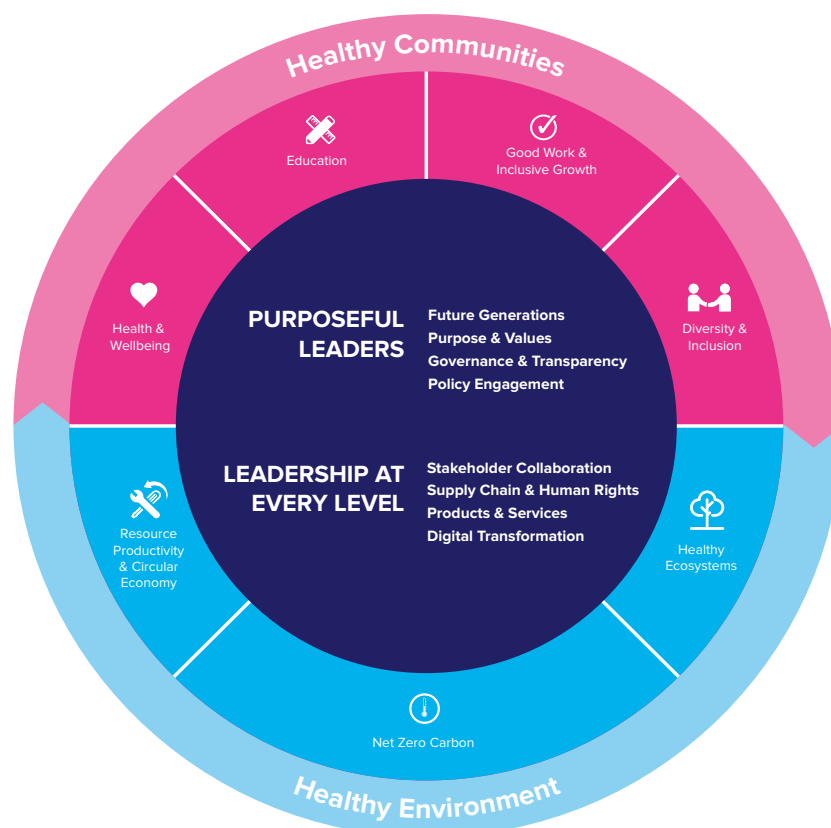 Healthy Communities
Education
Good Work &
Inclusive Growth
Health &
Wellbeing
Diversity &
Inclusion
PURPOSEFUL
LEADERS
Future Generations
Purpose & Values
Governance & Transparency
Policy Engagement
LEADERSHIP AT
EVERY LEVEL
Stakeholder Collaboration
Supply Chain & Human Rights
Products & Services
Digital Transformation
Resource
Productivity
& Circular
Economy
Healthy
Ecosystems
Net Zero Carbon
Healthy Environment